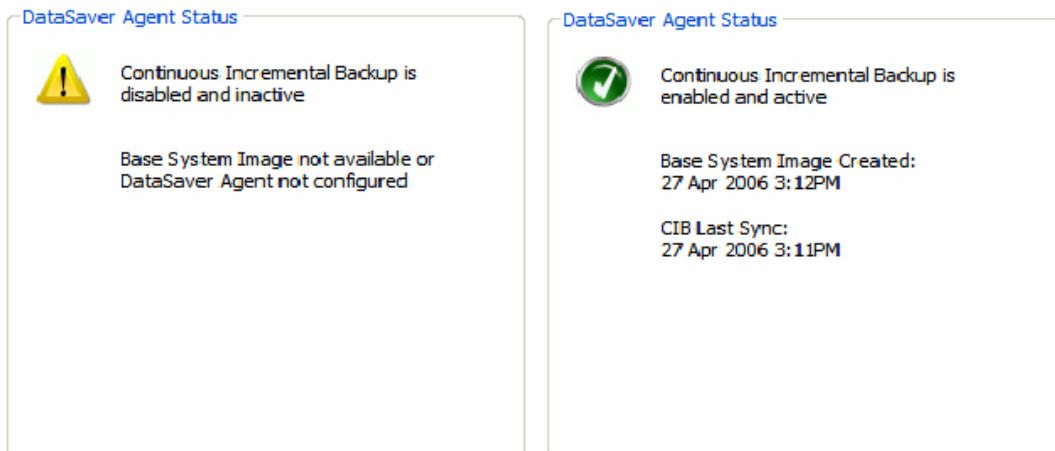 DataSaver Agent Status
Continuous Incremental Backup is
disabled and inactive
Base System Image not available or
DataSaver Agent not configured
DataSaver Agent Status
Continuous Incremental Backup is
enabled and active
Base System Image Created:
27 Apr 2006 3:12PM
CIB Last Sync:
27 Apr 2006 3:11PM